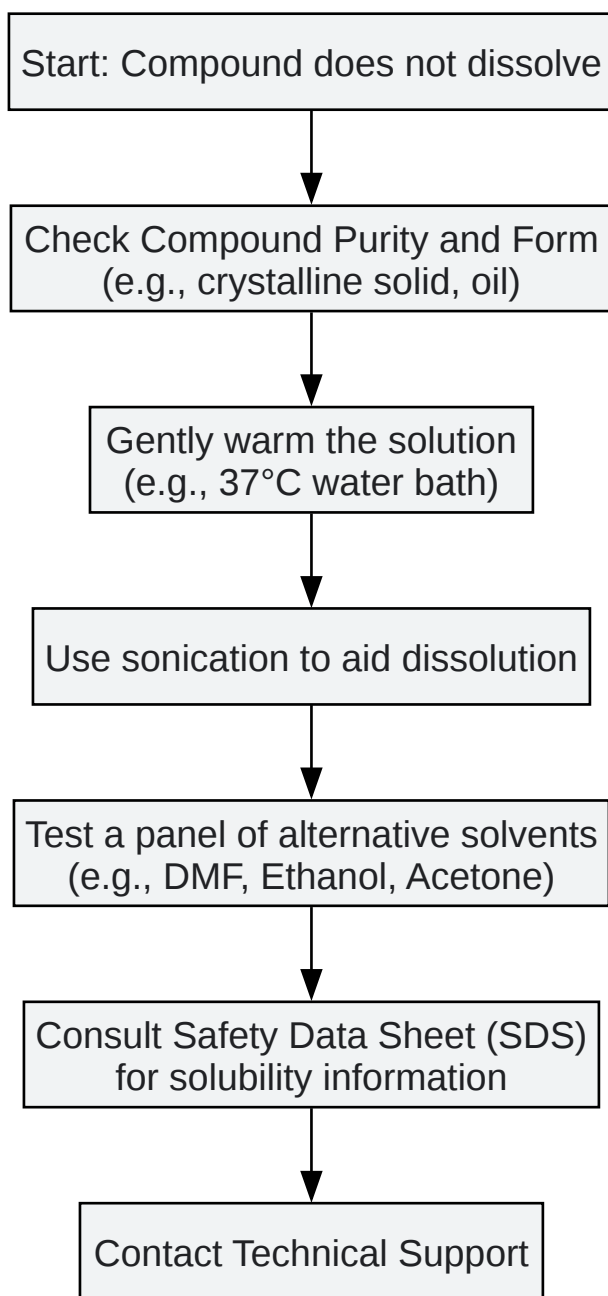 Start: Compound does not dissolve
Check Compound Purity and Form
(e.g., crystalline solid, oil)
Gently warm the solution
(e.g., 37°C water bath)
Use sonication to aid dissolution
Test a panel of alternative solvents
(e.g., DMF, Ethanol, Acetone)
Consult Safety Data Sheet (SDS)
for solubility information
Contact Technical Support